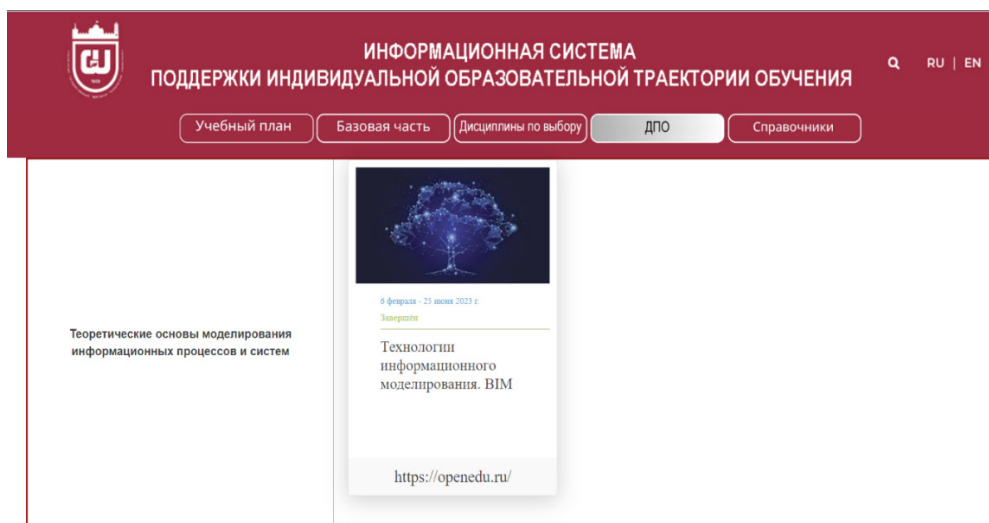 ИНФОРМАЦИОННАЯ СИСТЕМА
ПОДДЕРЖКИ ИНДИВИДУАЛЬНОЙ ОБРАЗОВАТЕЛЬНОЙ ТРАЕКТОРИИ ОБУЧЕНИЯ
RU | EN
Учебный план
Базовая часть
Дисциплины по выбору
ДПО
Справочники
6 февраля - 25 июня 2023 г.
Завершён
Теоретические основы моделирования
информационных процессов и систем
Технологии
информационного
моделирования. BIM
https://openedu.ru/